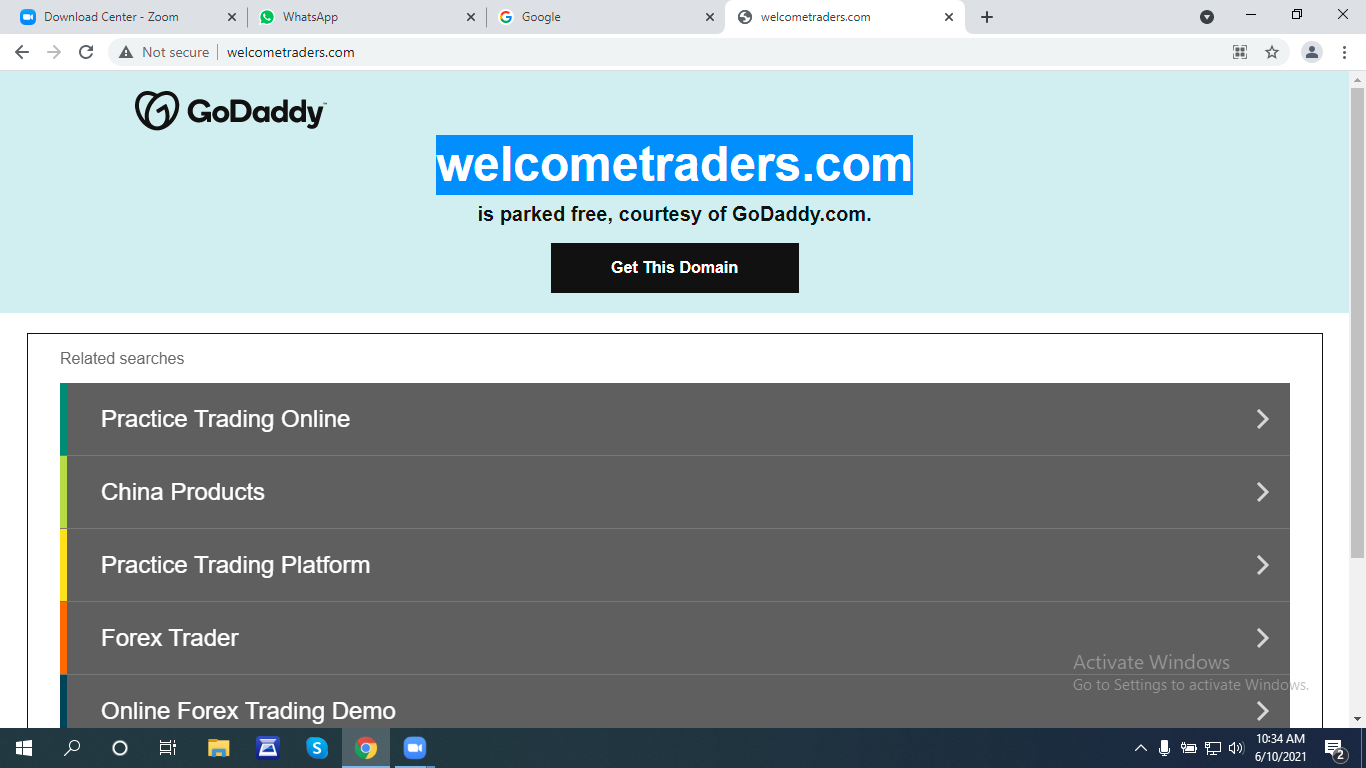 Download Center - Zoom
WhatsApp
Google
welcometraders.com
Not secure
welcometraders.com
GoDaddy
welcometraders.com
is parked free, courtesy of GoDaddy.com.
Get This Domain
Related searches
Practice Trading Online
China Products
Practice Trading Platform
Forex Trader
Online Forex Trading Demo
Activate Windows
Go to Settings to activate Windows.
10:34 AM
6/10/2021
2